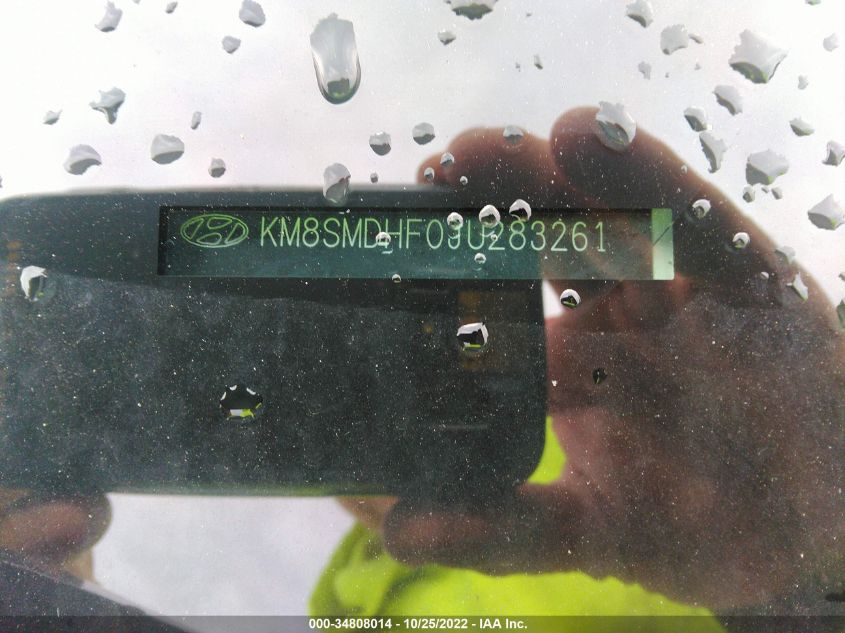 KM8SMDHF0JU283261
000-34808014 - 10/25/2022 - IAA Inc.